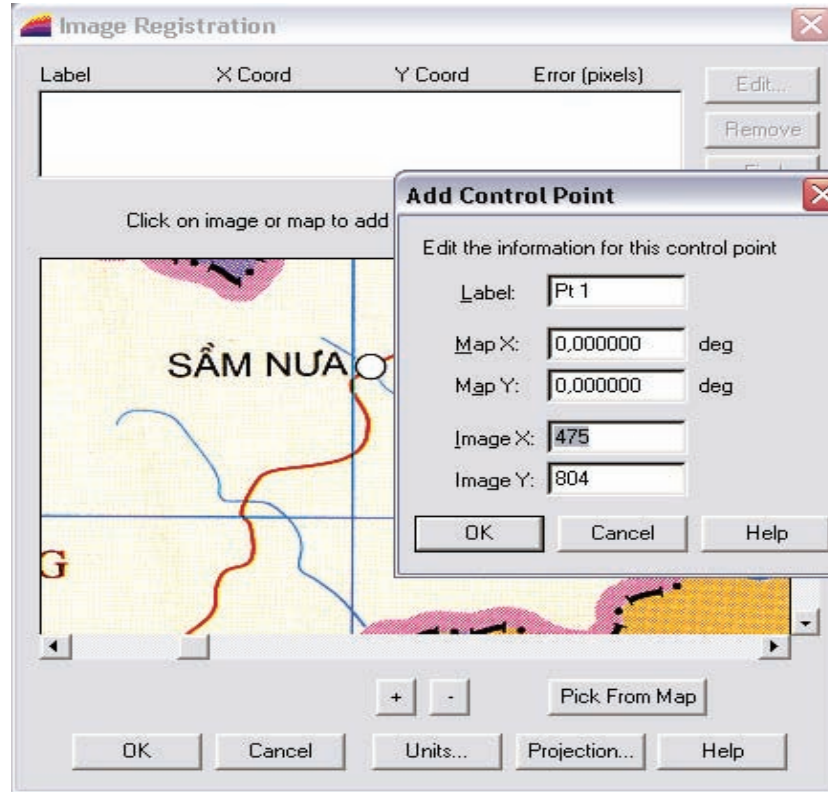 Image Registration
Label X Coord Y Coord Error (pixels)
Edit...
Remove
Add Control Point
Click on image or map to add
Edit the information for this control point
Label: Pt 1
Map X: 0,000000 deg
Map Y: 0,000000 deg
Image X: 475
Image Y: 804
OK Cancel Help
SẦM NƯA
G
+ - Pick From Map
OK Cancel Units... Projection... Help